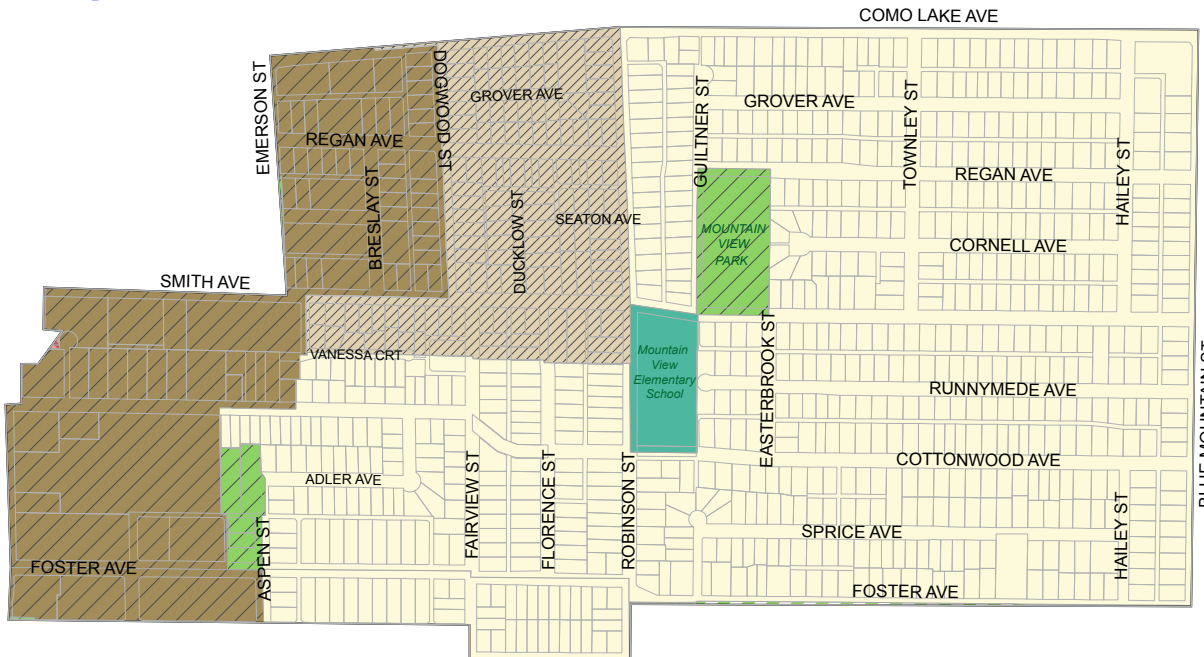 COMO LAKE AVE
EMERSON ST
DOGWOOD ST
GROVER AVE
GUILTNER ST
GROVER AVE
TOWNLEY ST
REGAN AVE
REGAN AVE
HAILEY ST
BRESLAY ST
DUCKLOW ST
SEATON AVE
MOUNTAIN
VIEW
PARK
CORNELL AVE
SMITH AVE
VANESSA CRT
Mountain
View
Elementary
School
EASTERBROOK ST
RUNNYMEDE AVE
BLUE MOUNTAIN ST
COTTONWOOD AVE
ADLER AVE
FAIRVIEW ST
FLORENCE ST
ROBINSON ST
SPRICE AVE
HAILEY ST
FOSTER AVE
ASPEN ST
FOSTER AVE